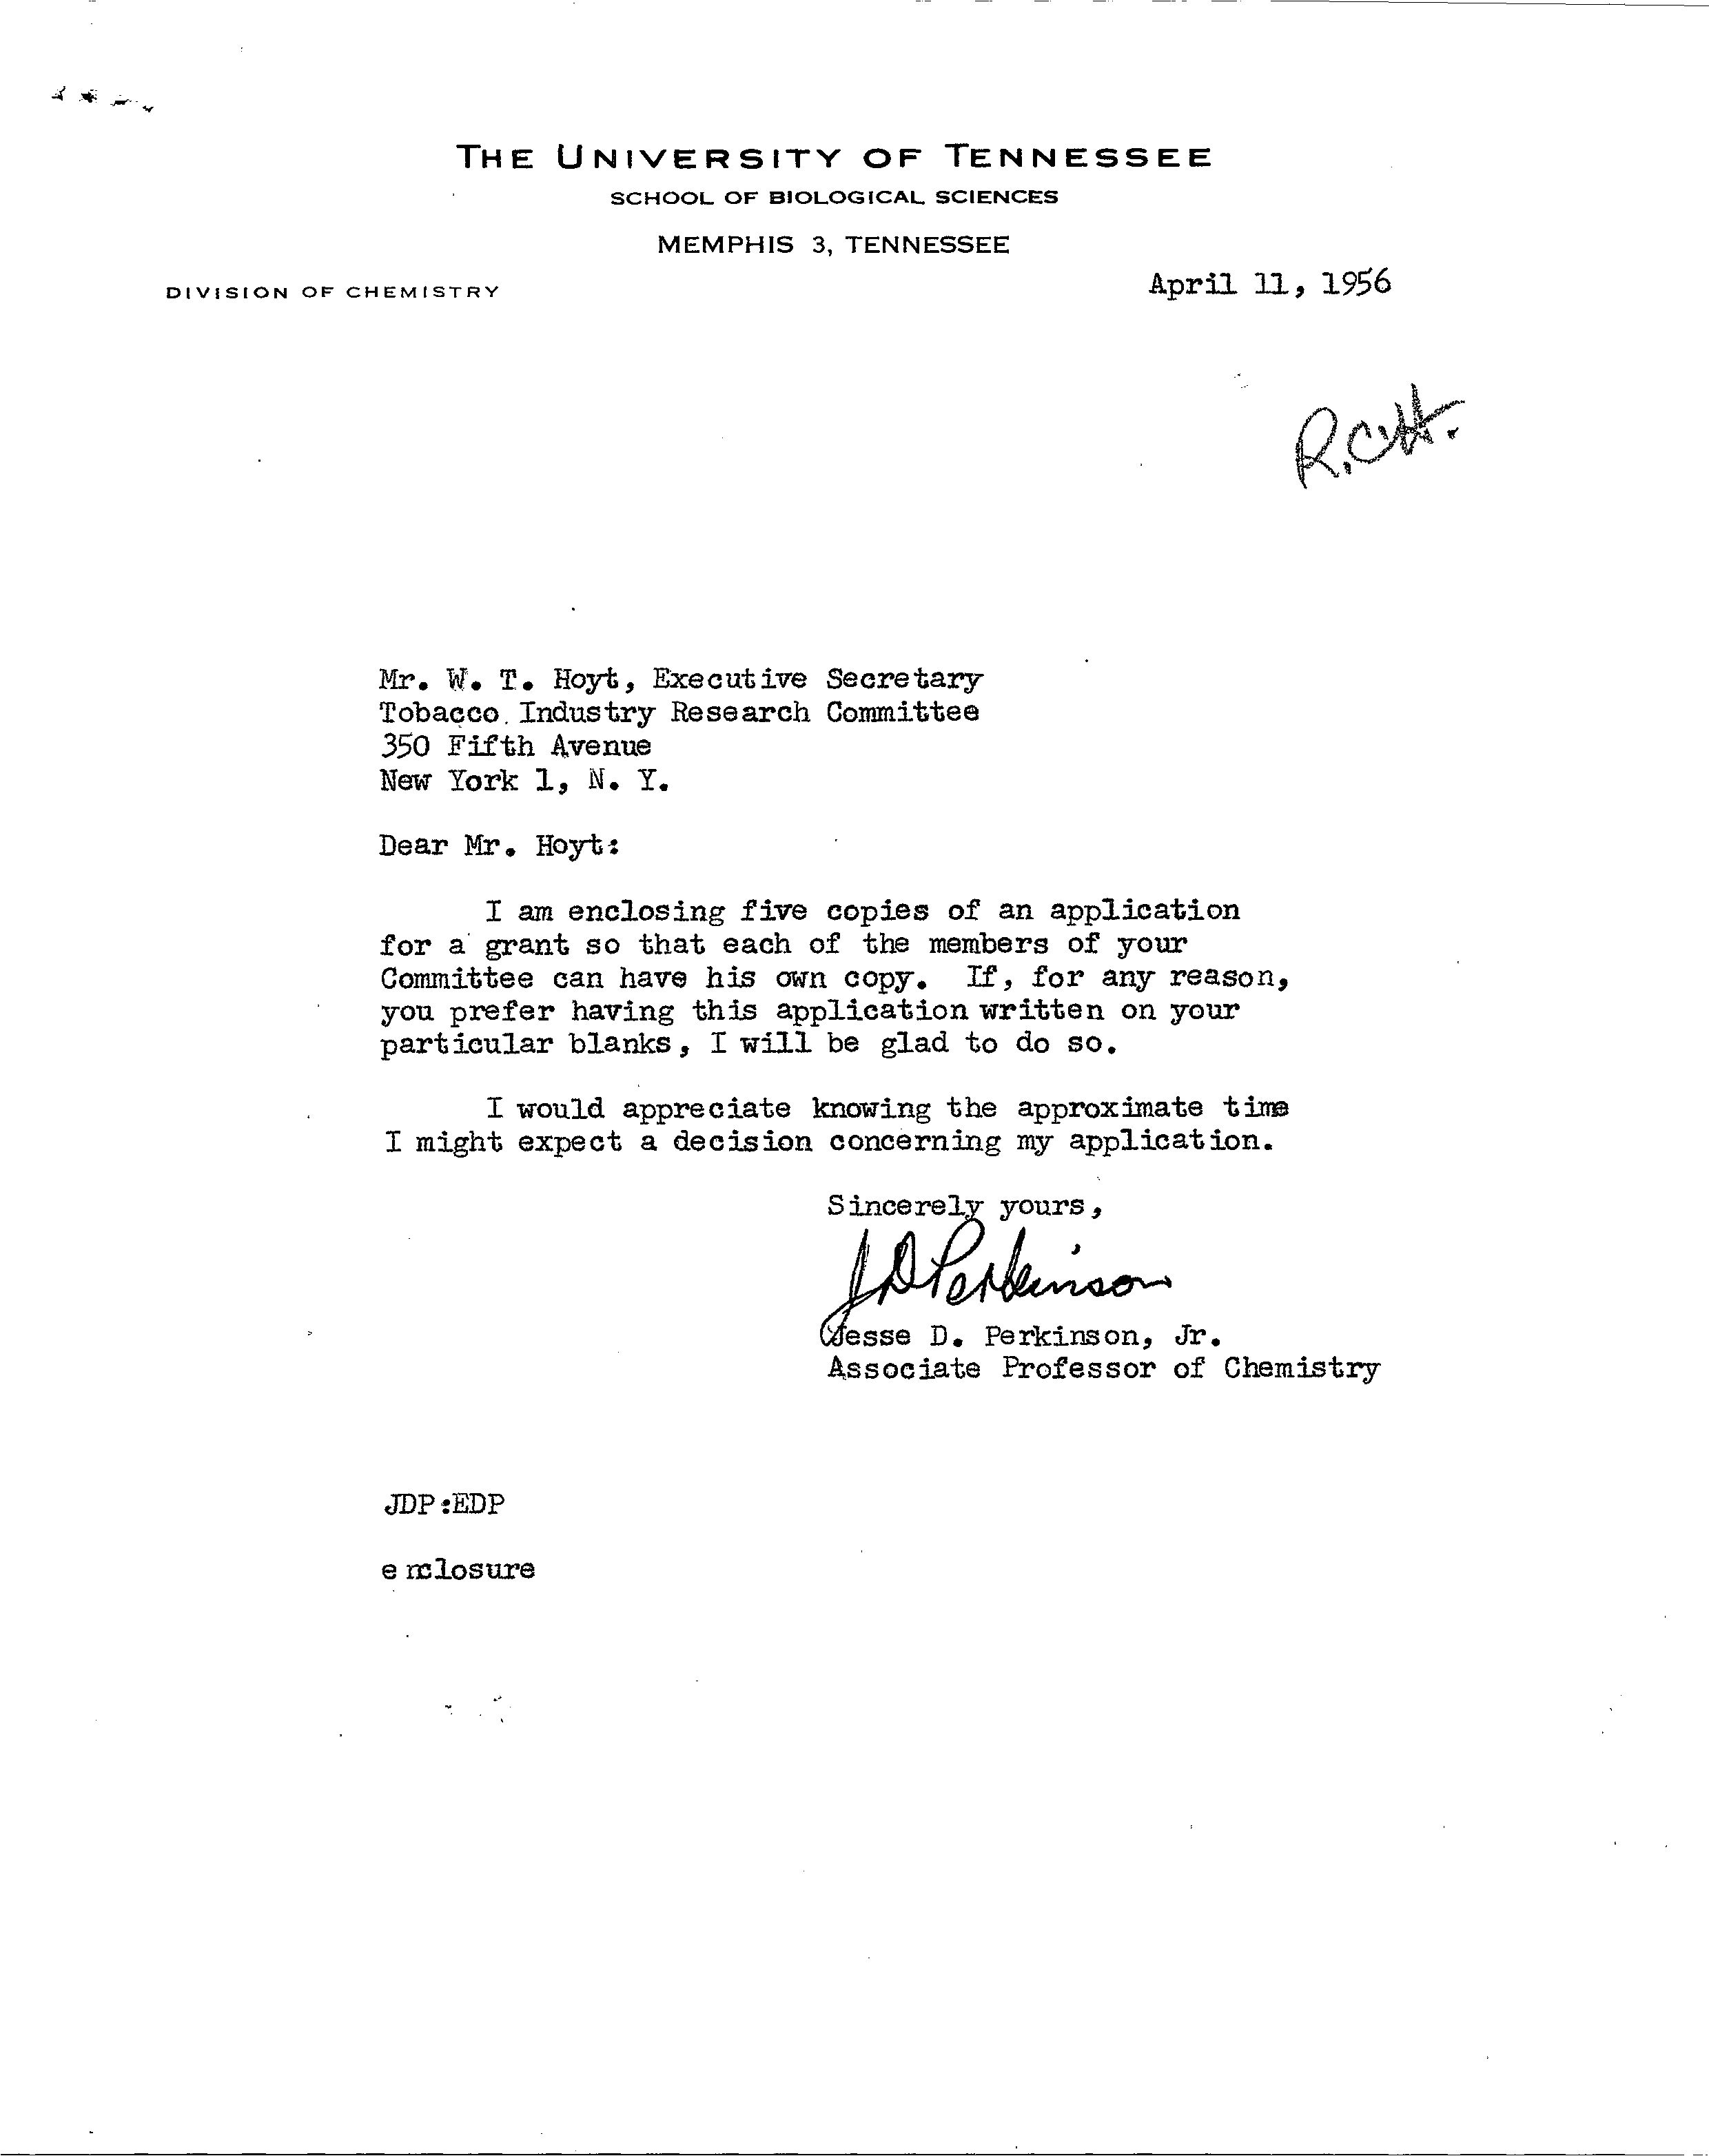 THE UNIVERSITY OF TENNESSEE
SCHOOL OF BIOLOGICAL SCIENCES
MEMPHIS 3, TENNESSEE
DIVISION OF CHEMISTRY
April 11, 1956
R.C.H.
Mr. W. T. Hoyt, Executive Secretary
Tobacco Industry Research Committee
350 Fifth Avenue
New York 1, N. Y.
Dear Mr. Hoyt:
I am enclosing five copies of an application
for a grant so that each of the members of your
Committee can have his own copy. If, for any reason,
you prefer having this application written on your
particular blanks, I will be glad to do so.
I would appreciate knowing the approximate time
I might expect a decision concerning my application.
Sincerely yours,
JD Perkinson
Jesse D. Perkinson, Jr.
Associate Professor of Chemistry
JDP:EDP
enclosure